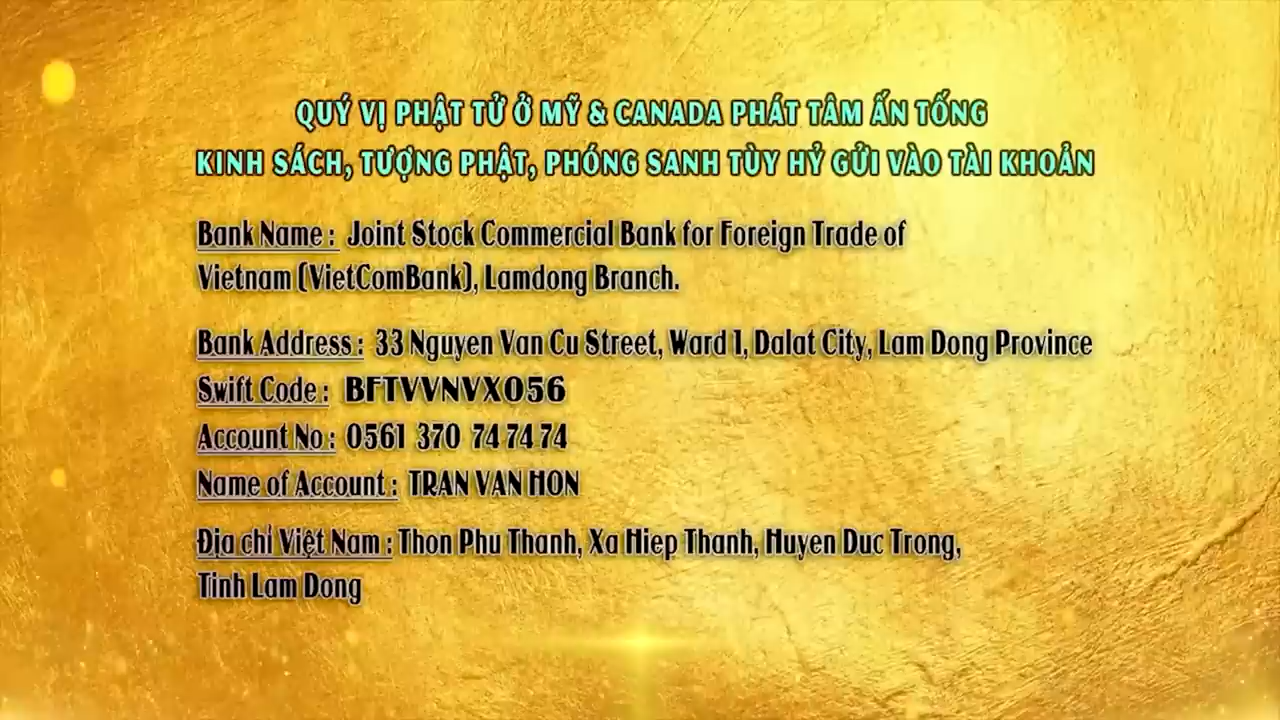 QUÝ VỊ PHẬT TỬ Ở MỸ & CANADA PHÁT TÂM ẤN TỐNG
KINH SÁCH, TƯỢNG PHẬT, PHÓNG SANH TÙY HỶ GỬI VÀO TÀI KHOẢN
Bank Name : Joint Stock Commercial Bank for Foreign Trade of
Vietnam (VietComBank), Lamdong Branch.
Bank Address : 33 Nguyen Van Cu Street, Ward 1, Dalat City, Lam Dong Province
Swift Code : BFTVVNVX056
Account No : 0561 370 74 74 74
Name of Account : TRAN VAN HON
Địa chỉ Việt Nam : Thon Phu Thanh, Xa Hiep Thanh, Huyen Duc Trong,
Tinh Lam Dong